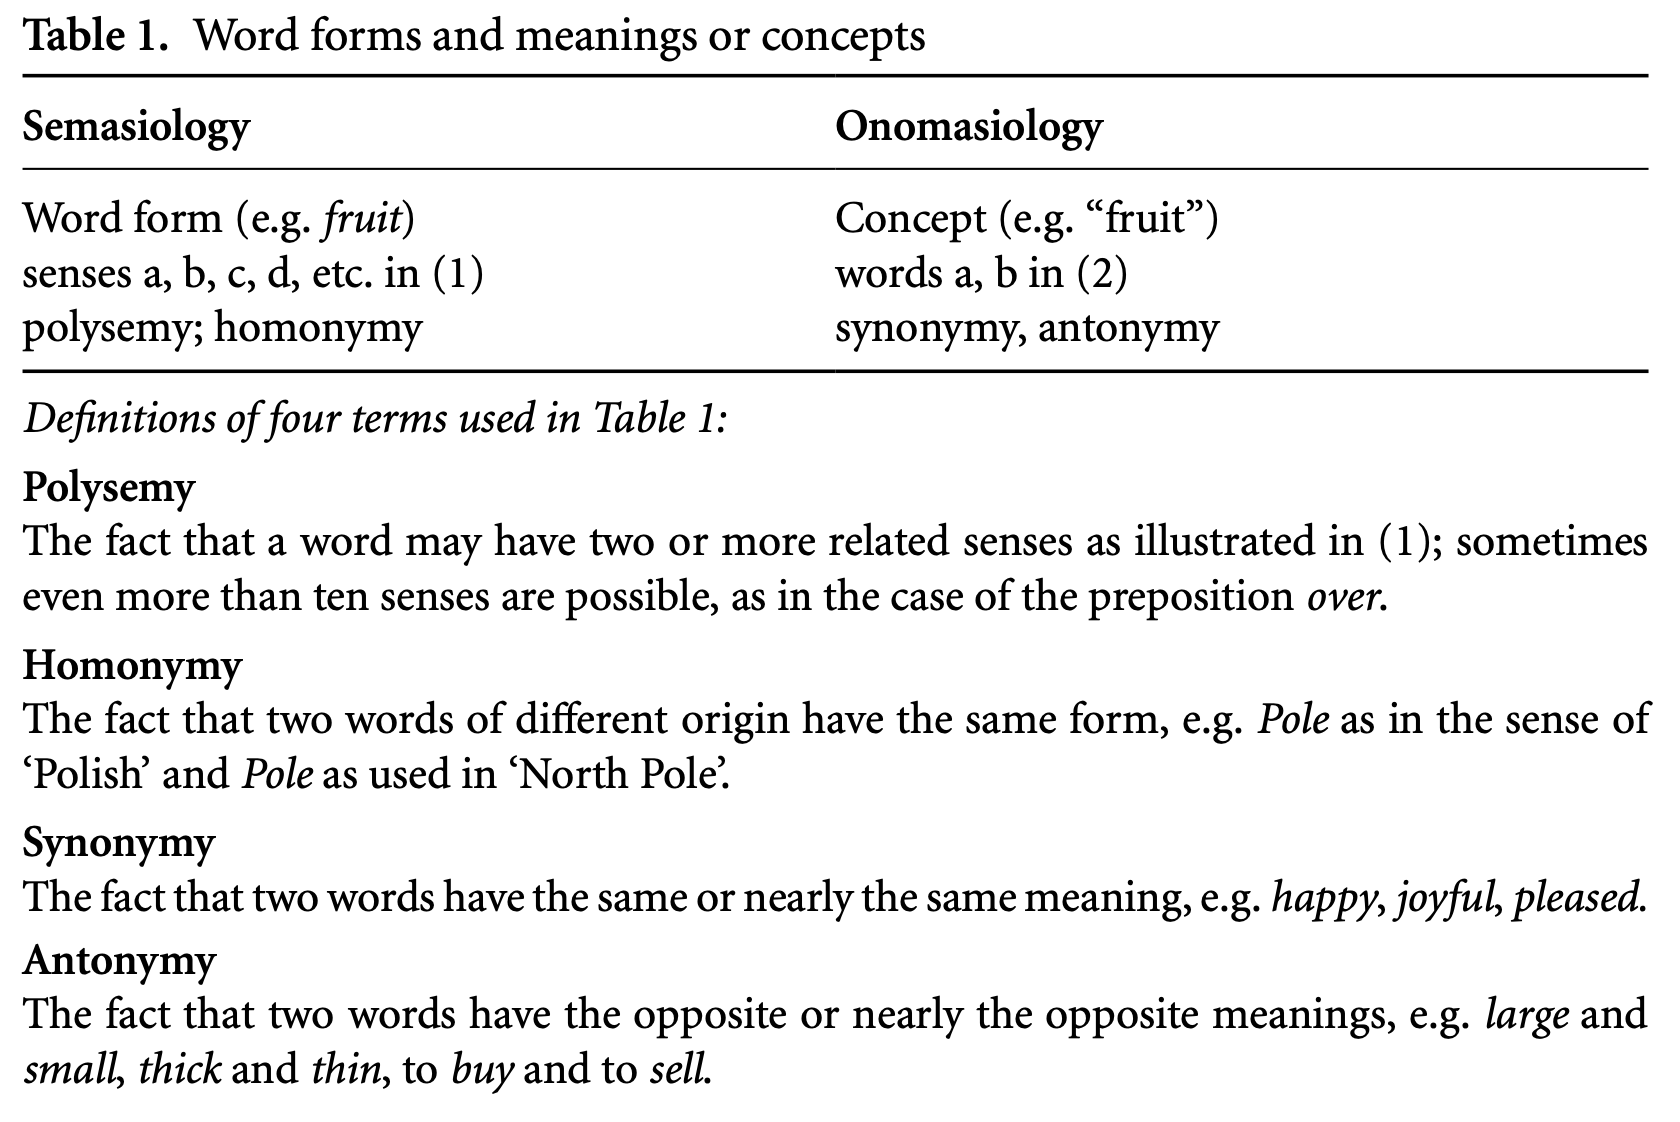 Table 1. Word forms and meanings or concepts
Semasiology Onomasiology
Word form (e.g. fruit) Concept (e.g. “fruit”)
senses a, b, c, d, etc. in (1) words a, b in (2)
polysemy; homonymy synonymy, antonymy
Definitions of four terms used in Table 1:
Polysemy
The fact that a word may have two or more related senses as illustrated in (1); sometimes
even more than ten senses are possible, as in the case of the preposition over.
Homonymy
The fact that two words of different origin have the same form, e.g. Pole as in the sense of
‘Polish’ and Pole as used in ‘North Pole’.
Synonymy
The fact that two words have the same or nearly the same meaning, e.g. happy, joyful, pleased.
Antonymy
The fact that two words have the opposite or nearly the opposite meanings, e.g. large and
small, thick and thin, to buy and to sell.